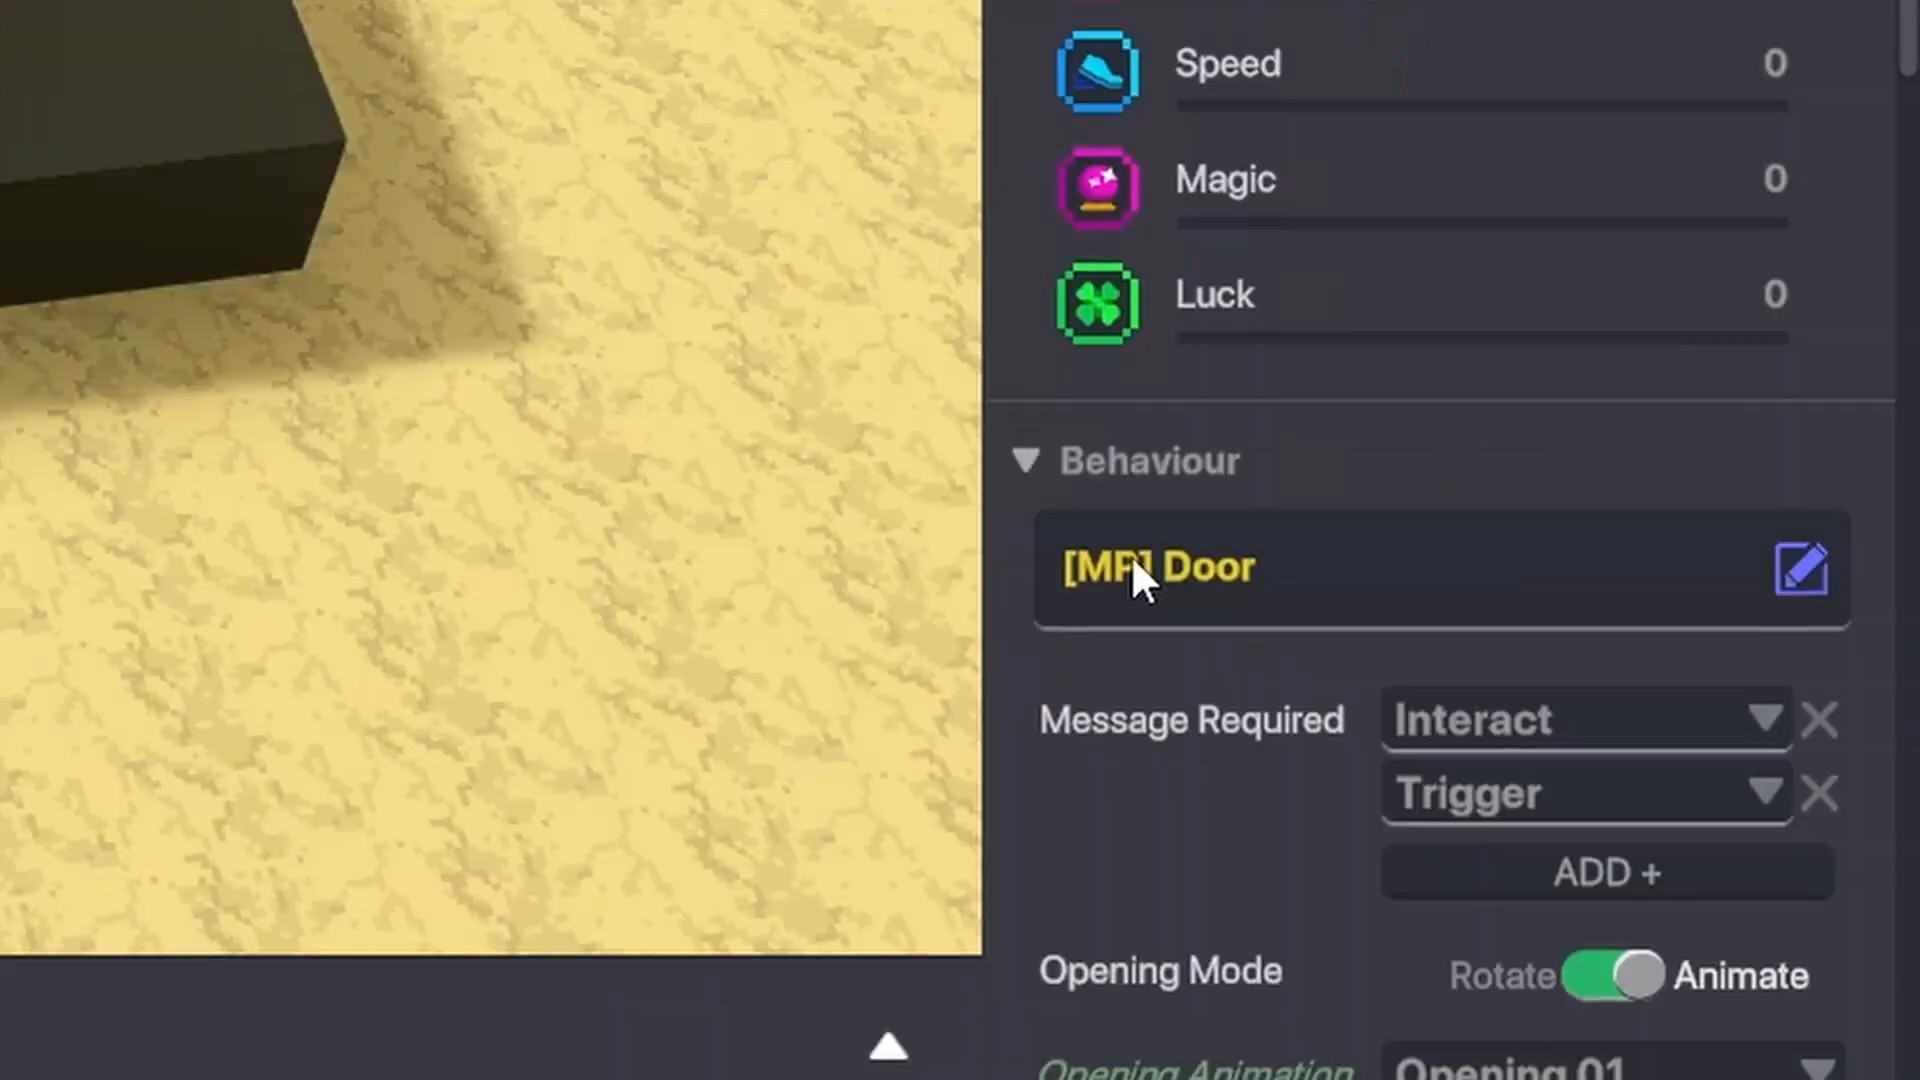 Speed 0
Magic 0
Luck 0
Behaviour
[MP] Door
Message Required Interact
Trigger
ADD +
Opening Mode Rotate Animate
Opening Animation Opening 01